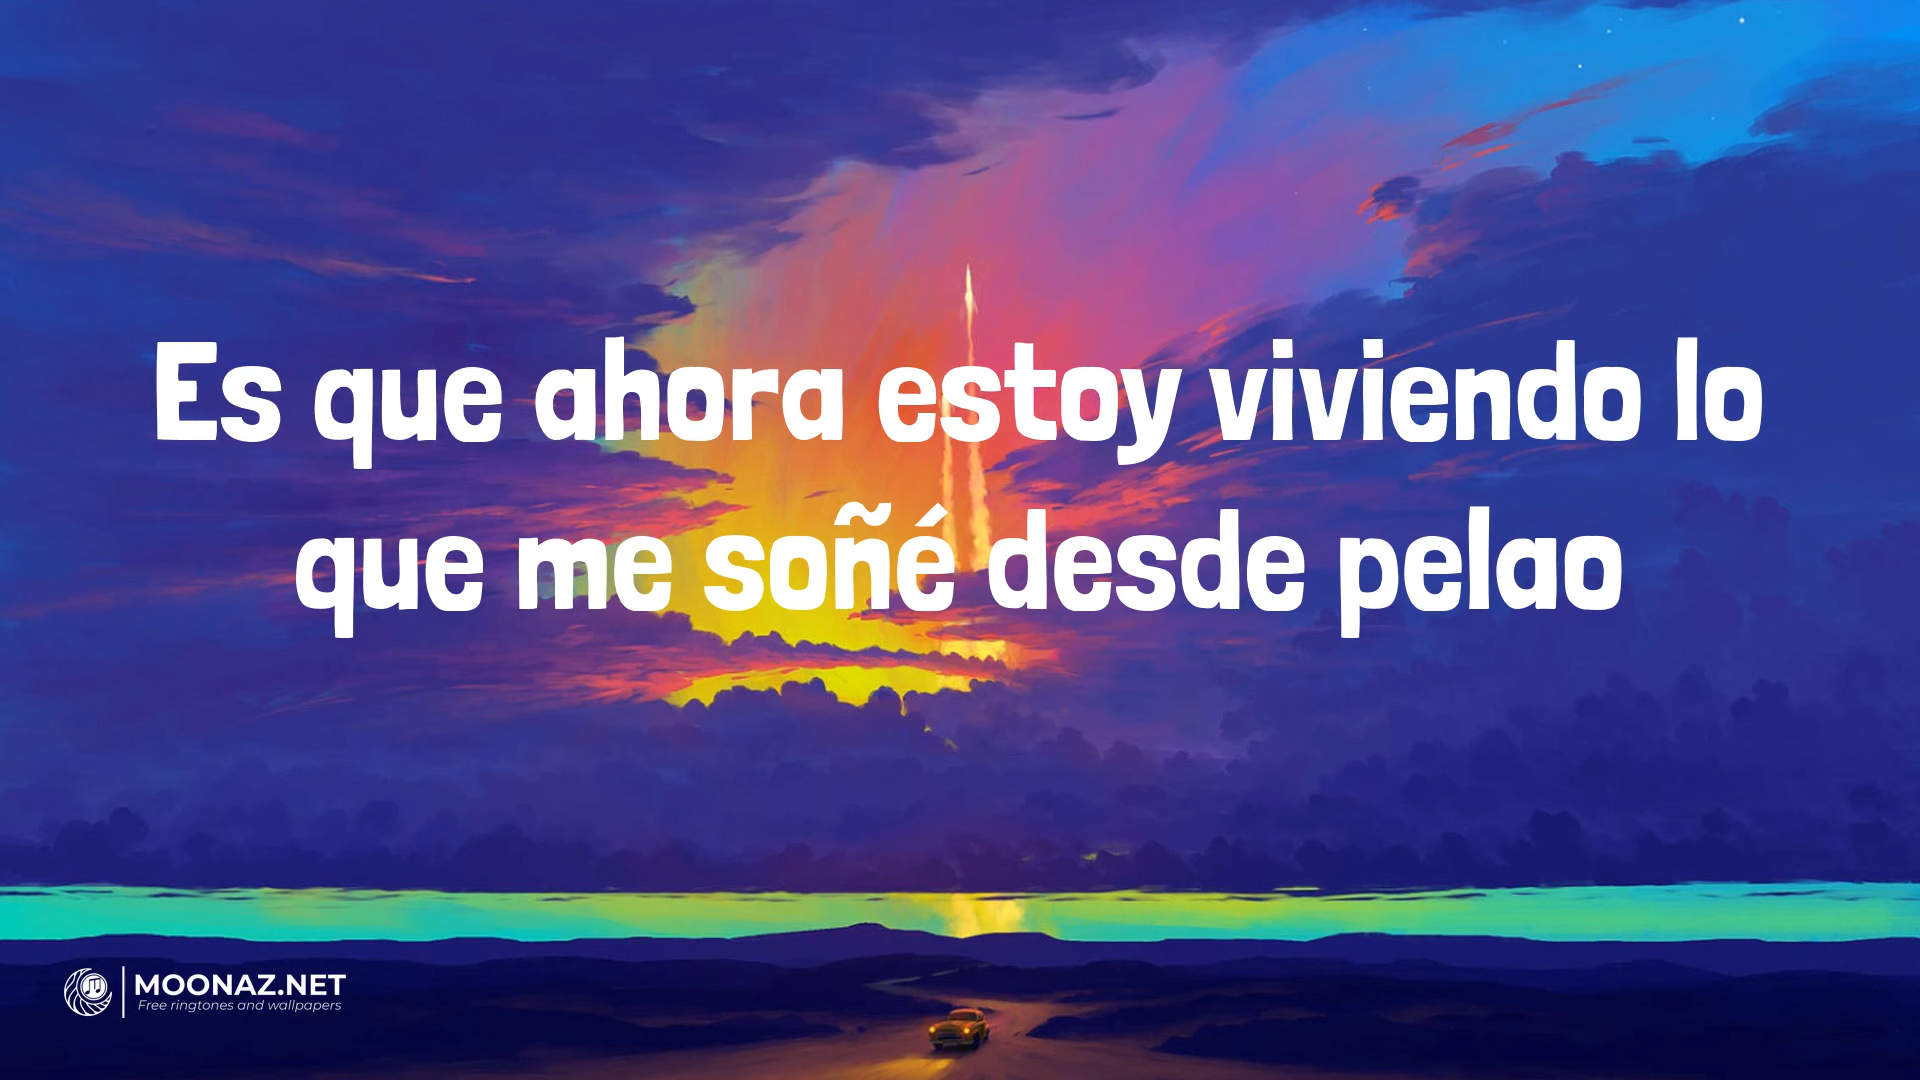 Es que ahora estoy viviendo lo
que me soñé desde pelao
MOONAZ.NET
Free ringtones and wallpapers